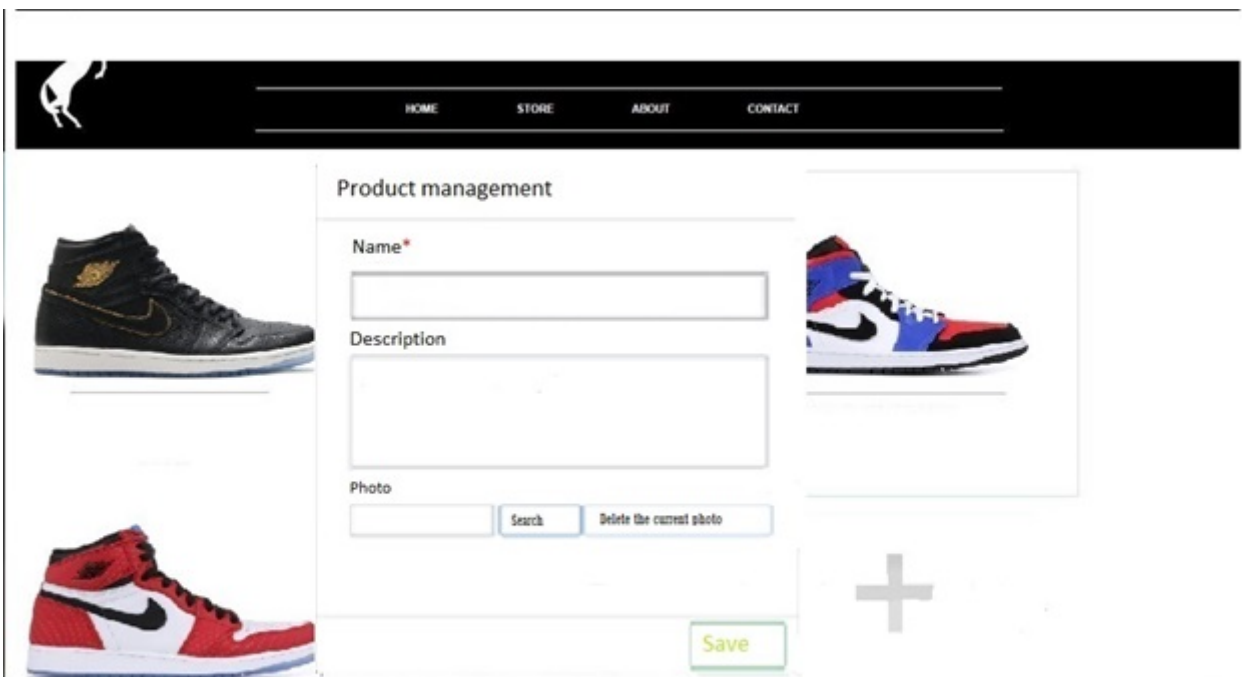 HOME STORE ABOUT CONTACT
Product management
Name*
Description
Photo
Search Delete the current photo
Save